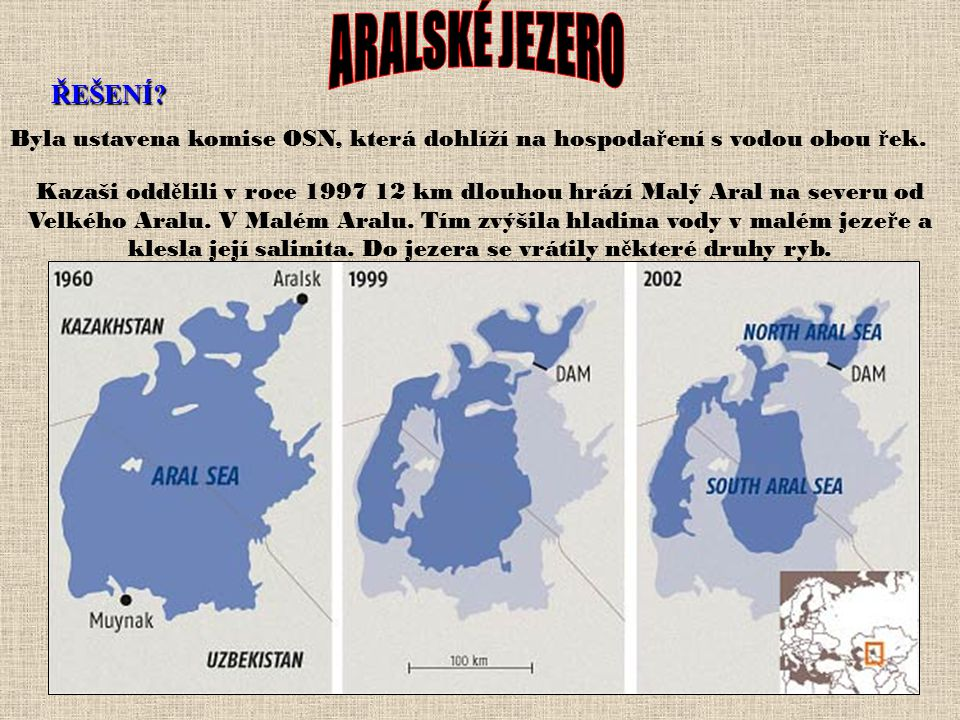 ARALSKÉ JEZERO
ŘEŠENÍ?
Byla ustavena komise OSN, která dohlíží na hospodaření s vodou obou řek.
Kazaši oddělili v roce 1997 12 km dlouhou hrází Malý Aral na severu od
Velkého Aralu. V Malém Aralu. Tím zvýšila hladina vody v malém jezeře a
klesla její salinita. Do jezera se vrátily některé druhy ryb.
1960
Aralsk
KAZAKHSTAN
ARAL SEA
Muynak
UZBEKISTAN
1999
DAM
100 km
2002
NORTH ARAL SEA
DAM
SOUTH ARAL SEA